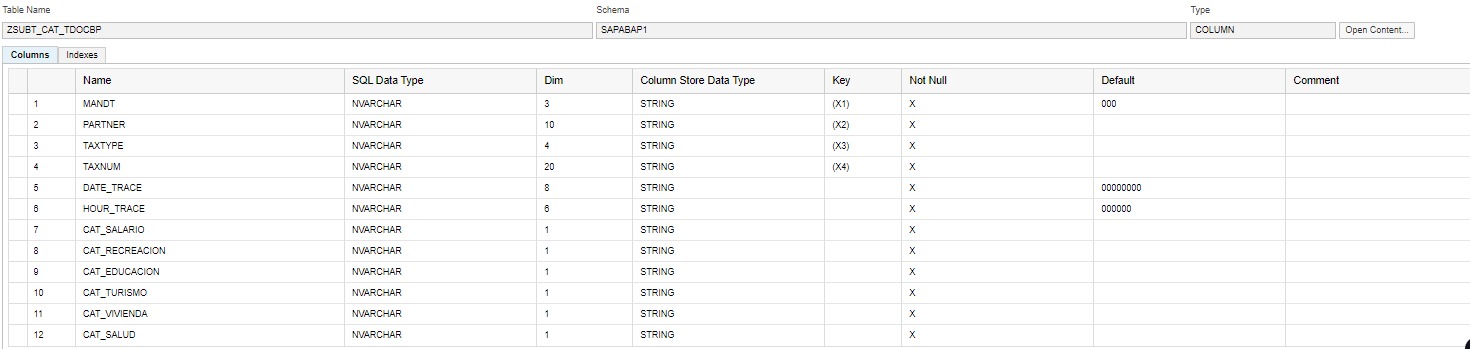 Table Name Schema Type
ZSUBT_CAT_TDOCBP SAPABAP1 COLUMN Open Content...
Columns Indexes
Name SQL Data Type Dim Column Store Data Type Key Not Null Default Comment
1 MANDT NVARCHAR 3 STRING (X1) X 000
2 PARTNER NVARCHAR 10 STRING (X2) X
3 TAXTYPE NVARCHAR 4 STRING (X3) X
4 TAXNUM NVARCHAR 20 STRING (X4) X
5 DATE_TRACE NVARCHAR 8 STRING X 00000000
6 HOUR_TRACE NVARCHAR 6 STRING X 000000
7 CAT_SALARIO NVARCHAR 1 STRING X
8 CAT_RECREACION NVARCHAR 1 STRING X
9 CAT_EDUCACION NVARCHAR 1 STRING X
10 CAT_TURISMO NVARCHAR 1 STRING X
11 CAT_VIVIENDA NVARCHAR 1 STRING X
12 CAT_SALUD NVARCHAR 1 STRING X